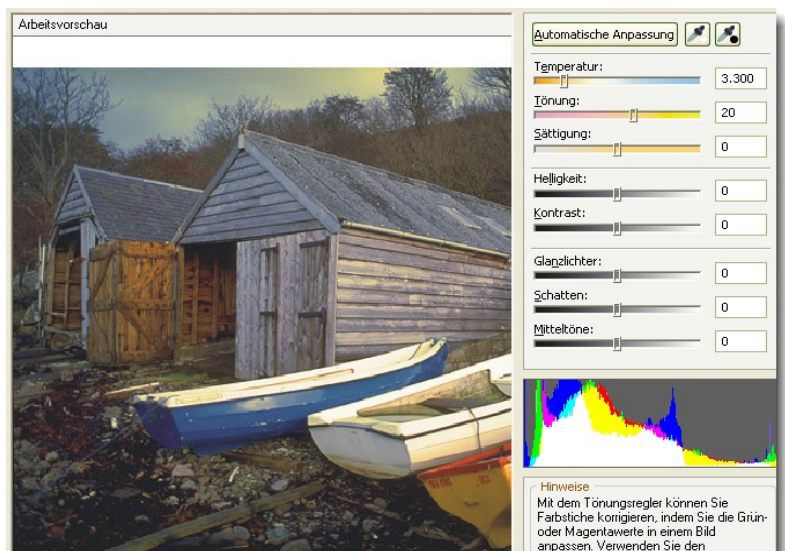 Arbeitsvorschau
Automatische Anpassung
Temperatur:
3.300
Tönung:
20
Sättigung:
0
Helligkeit:
0
Kontrast:
0
Glanzlichter:
0
Schatten:
0
Mitteltöne:
0
Hinweise
Mit dem Tönungsregler können Sie
Farbstiche korrigieren, indem Sie die Grün-
oder Magentawerte in einem Bild
anpassen. Verwenden Sie den